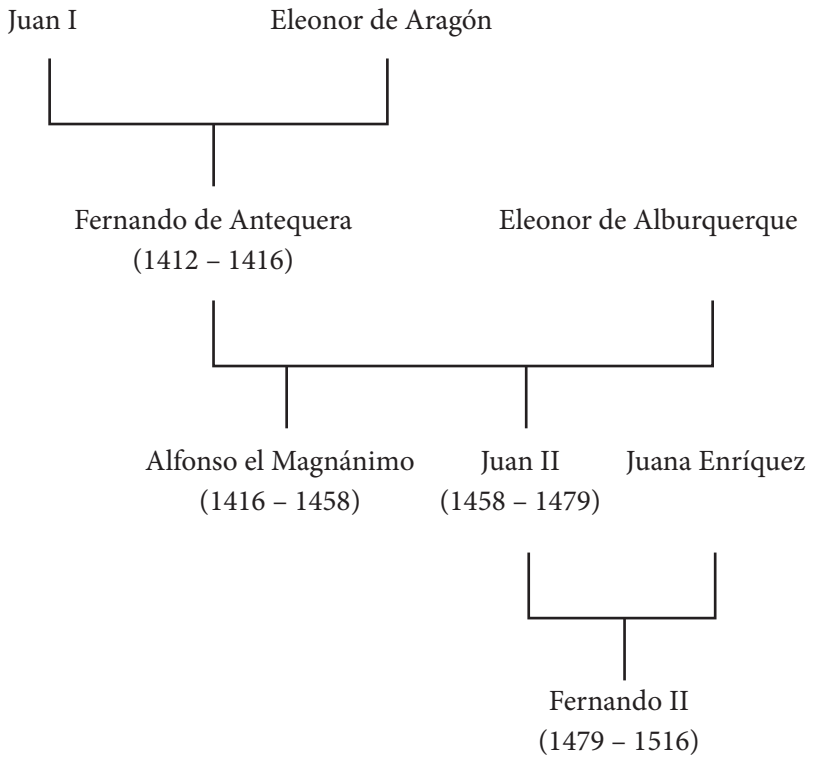 Juan I Eleonor de Aragón
Fernando de Antequera Eleonor de Alburquerque
(1412 – 1416)
Alfonso el Magnánimo Juan II Juana Enríquez
(1416 – 1458) (1458 – 1479)
Fernando II
(1479 – 1516)